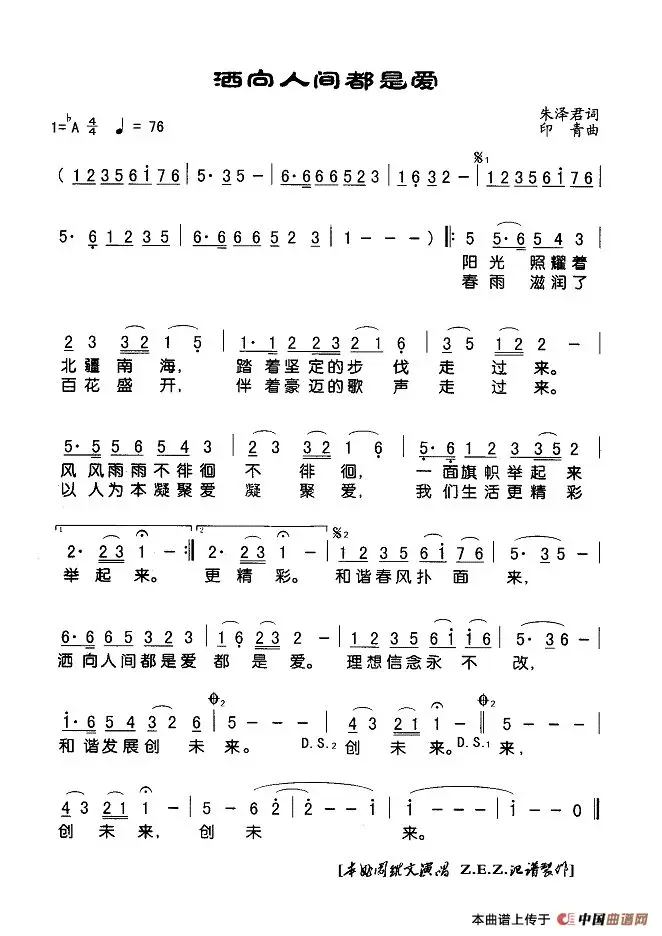 洒向人间都是爱
朱泽君词
1=♭A 4/4 ♩= 76
印 青曲
( 1 2 3 5 6 i 7 6 | 5· 3 5 - | 6· 6 6 6 6 5 2 3 | 1 6 3 2 - | 𝄋1 1 2 3 5 6 i 7 6 |
5· 6 1 2 3 5 | 6· 6 6 6 5 2 3 | 1 - - ) ‖: 5 5· 6 5 4 3 |
阳 光 照耀着
春 雨 滋润了
2 3 3 2 1 5 | 1· 1 2 2 3 2 1 6 | 3 5 1 2 2 - |
北疆南海, 踏着坚定的步伐走过来。
百花盛开, 伴着豪迈的歌声走过来。
5· 5 5 6 5 4 3 | 2 3 3 2 1 6 | 5· 6 1 2 3 3 5 |
风风雨雨不徘徊 不徘徊, 一面旗帜举起来
以人为本凝聚爱 凝聚爱, 我们生活更精彩
1. 2.
2· 2 3 1 - :‖ 2· 2 3 1 - | 𝄋2 1 2 3 5 6 i 7 6 | 5· 3 5 - |
举起来。 更精彩。 和谐春风扑面来,
6· 6 6 5 3 2 3 | 1 6 2 3 2 - | 1 2 3 5 6 i i 6 | 5· 3 6 - |
洒向人间都是爱 都是爱。 理想信念永不改,
i· 6 5 4 3 2 6 | 5 - - - | 4 3 2 1 1 - ‖ 5 - - - |
和谐发展创未来。 D.S.2 创未来。D.S.1 来,
4 3 2 1 1 - | 5 - 6 2 | 2 - - i | i - - - | i - - 0 ‖
创未来, 创未 来。
Z.E.Z.记谱
本曲谱上传于 中国曲谱网